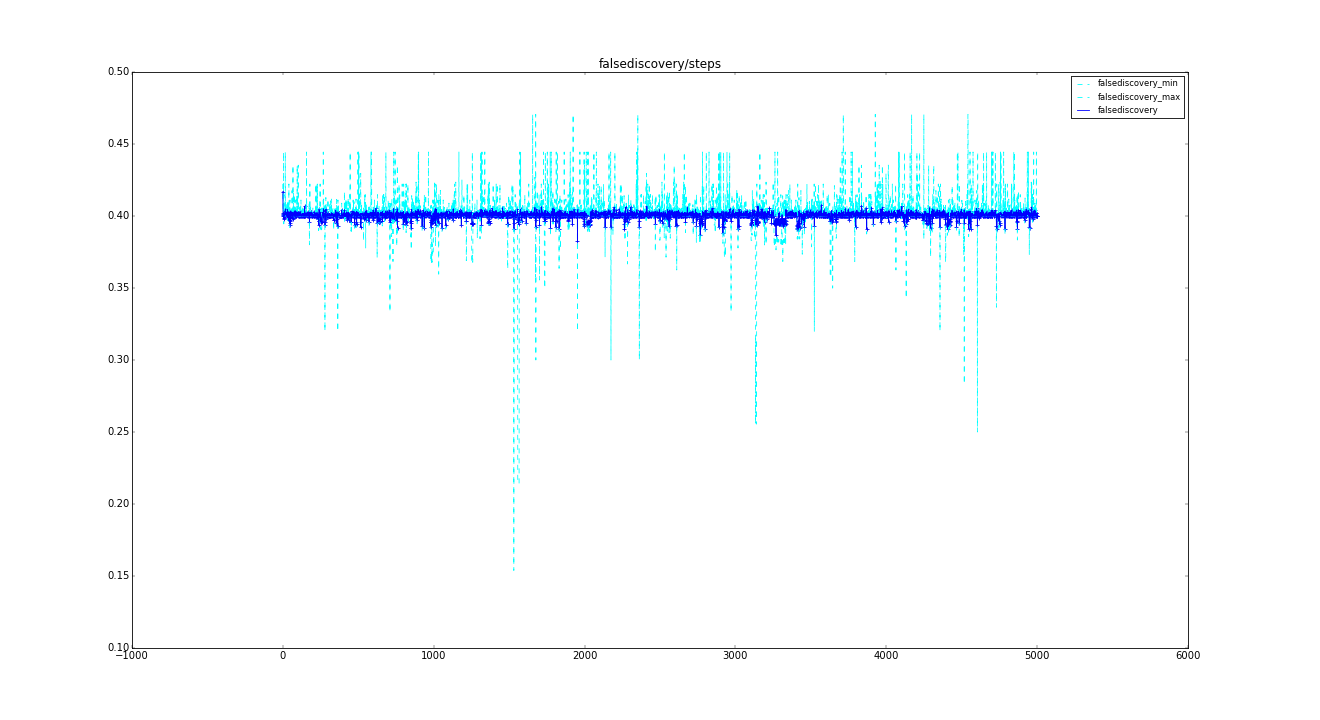 falsediscovery/steps
0.50
falsediscovery_min
falsediscovery_max
falsediscovery
0.45
0.40
0.35
0.30
0.25
0.20
0.15
0.10
−1000 0 1000 2000 3000 4000 5000 6000